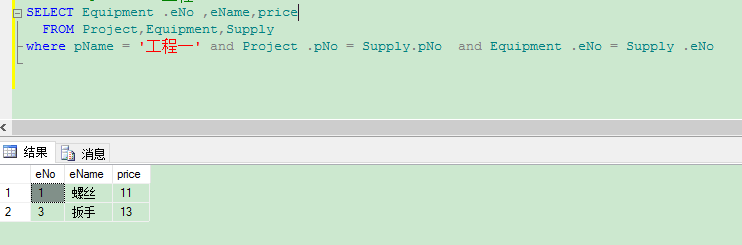 SELECT Equipment .eNo ,eName,price
FROM Project,Equipment,Supply
where pName = '工程一' and Project .pNo = Supply.pNo  and Equipment .eNo = Supply .eNo
结果 消息
eNo eName price
1 1 螺丝 11
2 3 扳手 13